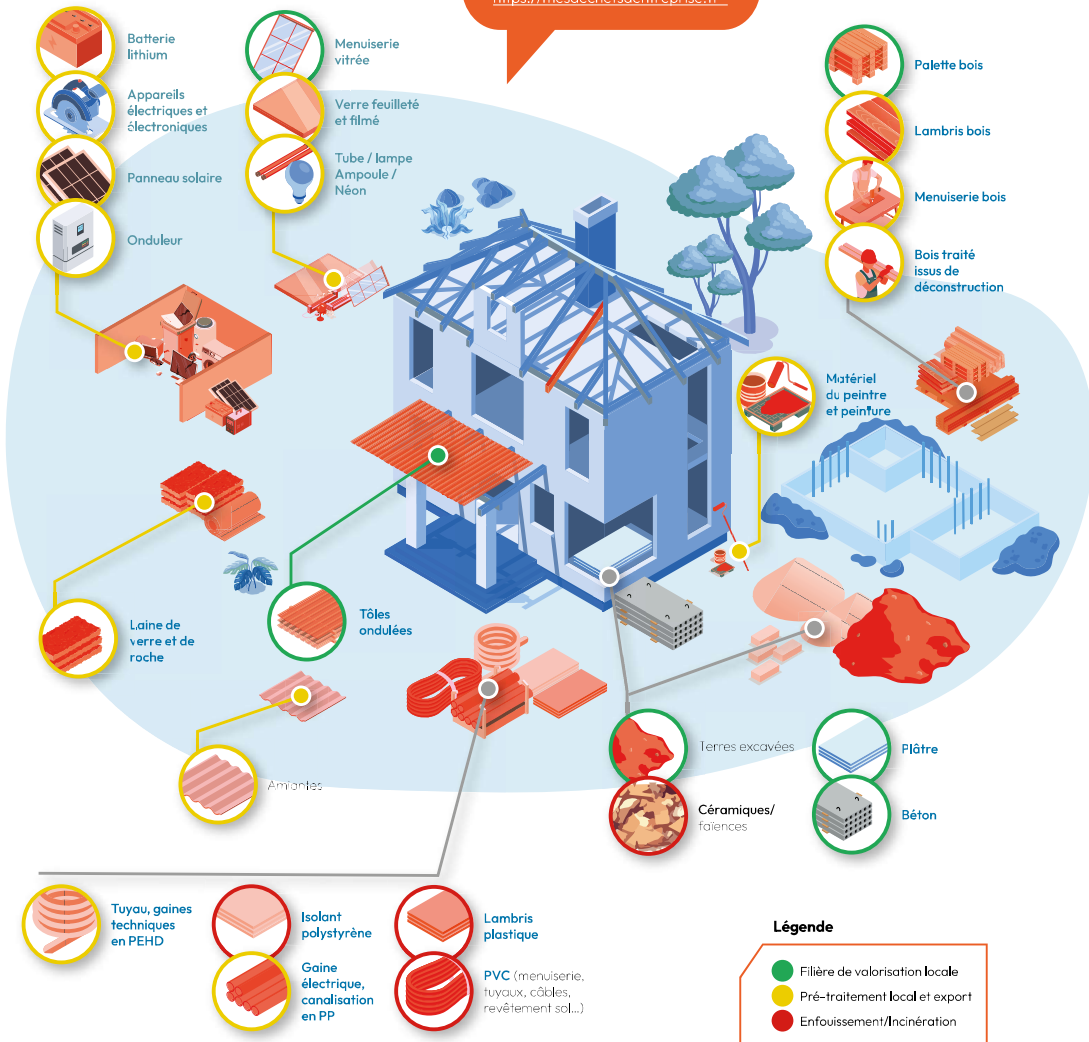 https://mesdechetsdentreprise.fr
Batterie
lithium
Appareils
électriques et
électroniques
Panneau solaire
Onduleur
Menuiserie
vitrée
Verre feuilleté
et filmé
Tube / lampe
Ampoule /
Néon
Palette bois
Lambris bois
Menuiserie bois
Bois traité
issus de
déconstruction
Matériel
du peintre
et peinture
Laine de
verre et de
roche
Tôles
ondulées
Amiantes
Terres excavées
Céramiques/
faïences
Plâtre
Béton
Tuyau, gaines
techniques
en PEHD
Isolant
polystyrène
Gaine
électrique,
canalisation
en PP
Lambris
plastique
PVC (menuiserie,
tuyaux, câbles,
revêtement sol...)
Légende
Filière de valorisation locale
Pré-traitement local et export
Enfouissement/Incinération